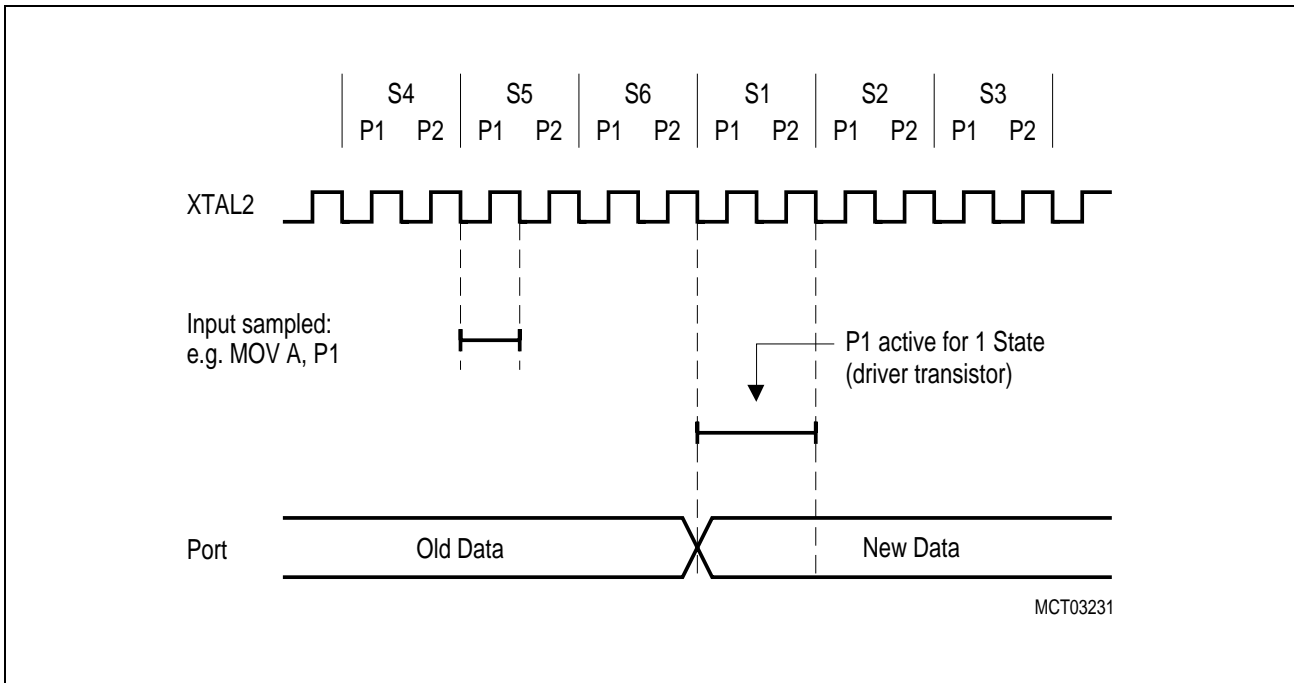 S4 S5 S6 S1 S2 S3
P1 P2 P1 P2 P1 P2 P1 P2 P1 P2 P1 P2
XTAL2
Input sampled:
e.g. MOV A, P1
P1 active for 1 State
(driver transistor)
Port Old Data New Data
MCT03231